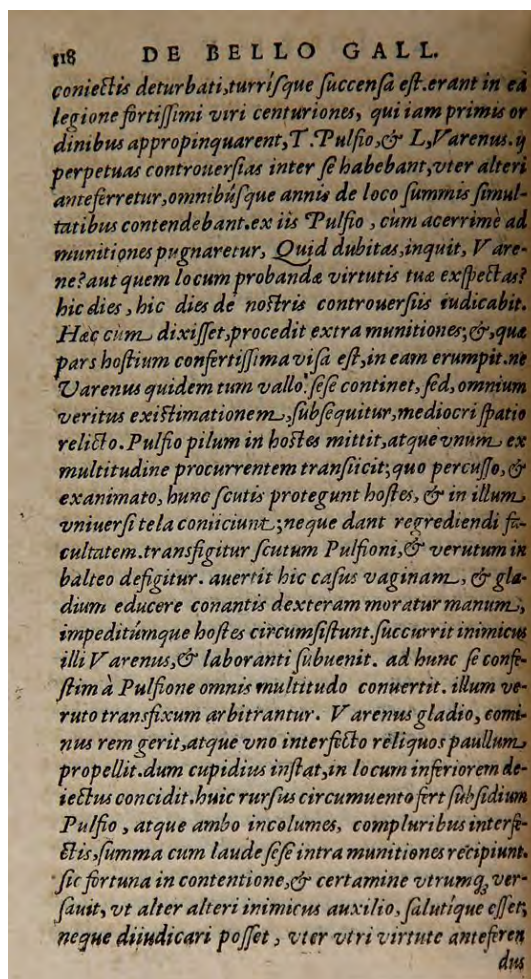 118 DE BELLO GALL.
coniectis deturbati,turrísque succensa est.erant in eá
legione fortissimi viri centuriones, qui iam primis or
dinibus appropinquarent,T.Pulfio,& L,Varenus.ij
perpetuas controuersias inter se habebant,vter alteri
anteferretur,omnibúsque annis de loco summis simul-
tatibus contendebant.ex iis Pulfio , cùm acerrimè ad
munitiones pugnaretur, Quid dubitas,inquit, Vare-
ne?aut quem locum probandæ virtutis tuæ exspectas?
hic dies , hic dies de nostris controuersiis iudicabit.
Hæc cùm dixisset,procedit extra munitiones;&,quæ
pars hostium confertissima visa est,in eam erumpit.ne
Varenus quidem tum vallo sese continet, sed, omnium
veritus existimationem,subsequitur,mediocri spatio
relicto.Pulfio pilum in hostes mittit,atque vnum ex
multitudine procurrentem transiicit;quo percusso,&
exanimato, hunc scutis protegunt hostes, & in illum
vniuersi tela coniiciunt;neque dant regrediendi fa-
cultatem.transfigitur scutum Pulfioni,& verutum in
balteo defigitur. auertit hic casus vaginam , & gla-
dium educere conantis dexteram moratur manum,
impeditúmque hostes circumsistunt.succurrit inimicus
illi Varenus,& laboranti subuenit. ad hunc se confe-
stim à Pulfione omnis multitudo conuertit. illum ve-
ruto transfixum arbitrantur. Varenus gladio, comi-
nus rem gerit,atque vno interfecto reliquos paullum
propellit.dum cupidius instat,in locum inferiorem de-
iectus concidit.huic rursus circumuento fert subsidium
Pulfio , atque ambo incolumes, compluribus interfe-
ctis,summa cum laude sese intra munitiones recipiunt.
sic fortuna in contentione,& certamine vtrumq; ver-
sauit, vt alter alteri inimicus auxilio, salutíque esset,
neque diiudicari posset , vter vtri virtute anteferen
dus